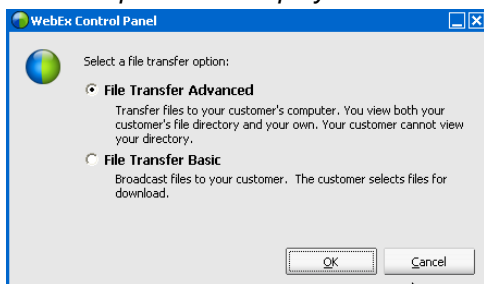 WebEx Control Panel
Select a file transfer option:
File Transfer Advanced
Transfer files to your customer's computer. You view both your
customer's file directory and your own. Your customer cannot view
your directory.
File Transfer Basic
Broadcast files to your customer. The customer selects files for
download.
OK Cancel